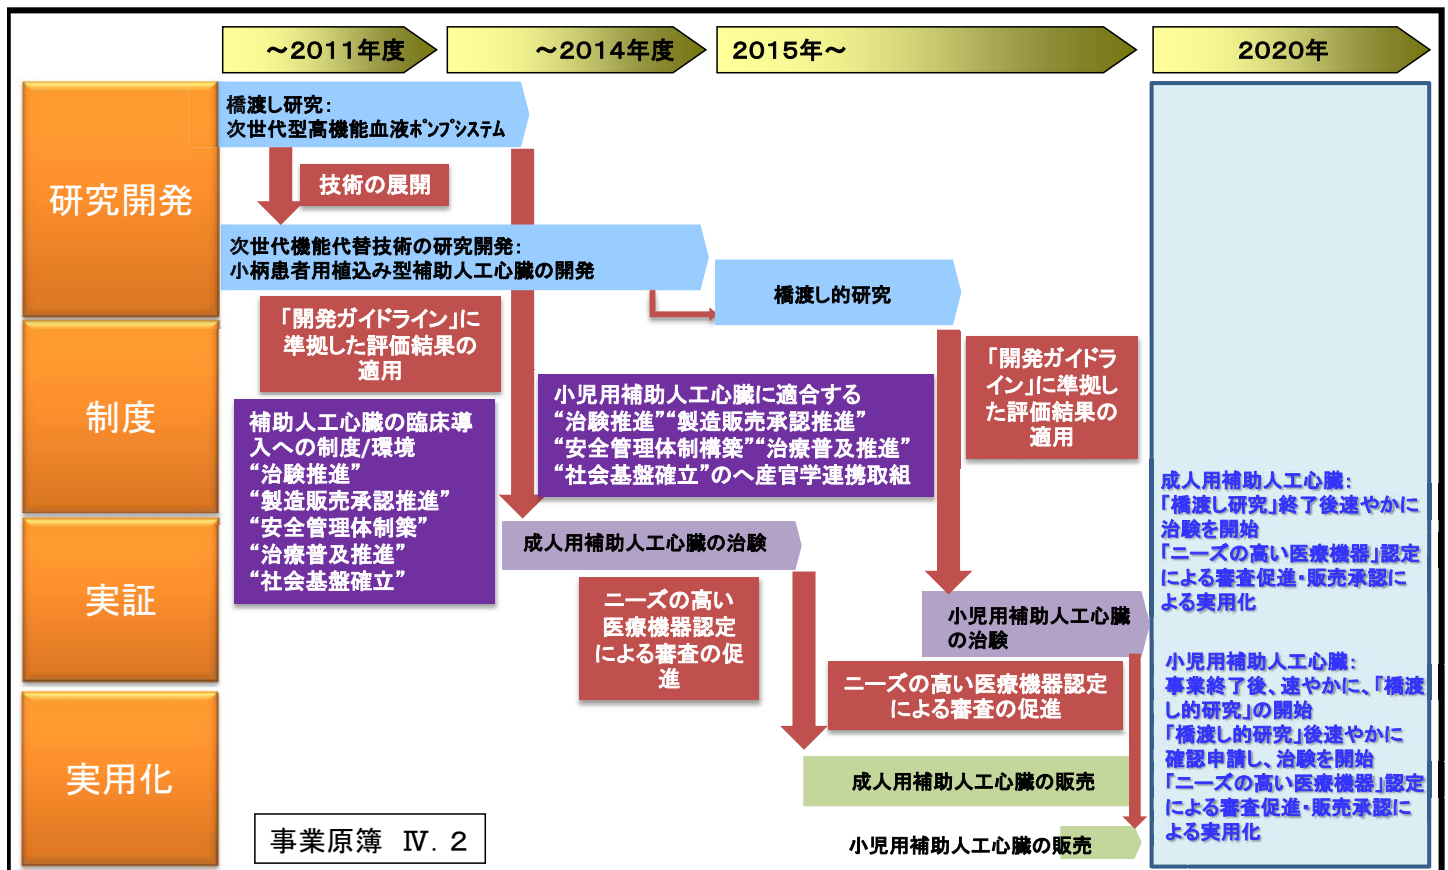 ～2011年度
～2014年度
2015年～
2020年
研究開発
橋渡し研究：
次世代型高機能血液ﾎﾟﾝﾌﾟｼｽﾃﾑ
技術の展開
次世代機能代替技術の研究開発：
小柄患者用植込み型補助人工心臓の開発
橋渡し的研究
「開発ガイドライン」に
準拠した評価結果の
適用
「開発ガイドラ
イン」に準拠し
た評価結果の
適用
制度
補助人工心臓の臨床導
入への制度/環境
“治験推進”
“製造販売承認推進”
“安全管理体制築”
“治療普及推進”
“社会基盤確立”
小児用補助人工心臓に適合する
“治験推進”“製造販売承認推進”
“安全管理体制構築”“治療普及推進”
“社会基盤確立”のへ産官学連携取組
実証
成人用補助人工心臓の治験
ニーズの高い
医療機器認定
による審査の促
進
小児用補助人工心臓
の治験
ニーズの高い医療機器認定
による審査の促進
実用化
成人用補助人工心臓の販売
小児用補助人工心臓の販売
成人用補助人工心臓：
「橋渡し研究」終了後速やかに
治験を開始
「ニーズの高い医療機器」認定
による審査促進・販売承認に
よる実用化
小児用補助人工心臓：
事業終了後、速やかに、「橋渡
し的研究」の開始
「橋渡し的研究」後速やかに
確認申請し、治験を開始
「ニーズの高い医療機器」認定
による審査促進・販売承認に
よる実用化
事業原簿 Ⅳ．２